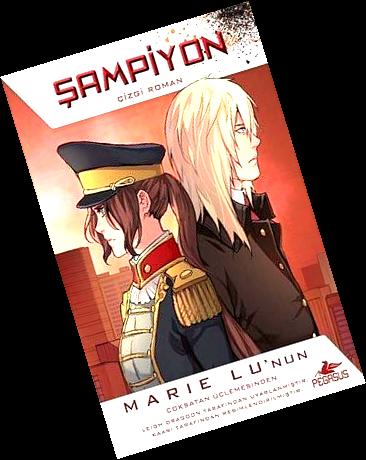 ŞAMPİYON
ÇİZGİ ROMAN
MARIE LU'NUN
ÇOKSATAN ÜÇLEMESİNDEN
LEIGH DRAGOON TARAFINDAN UYARLANMIŞTIR.
KAARI TARAFINDAN RESİMLENDİRİLMİŞTİR.
PEGASUS